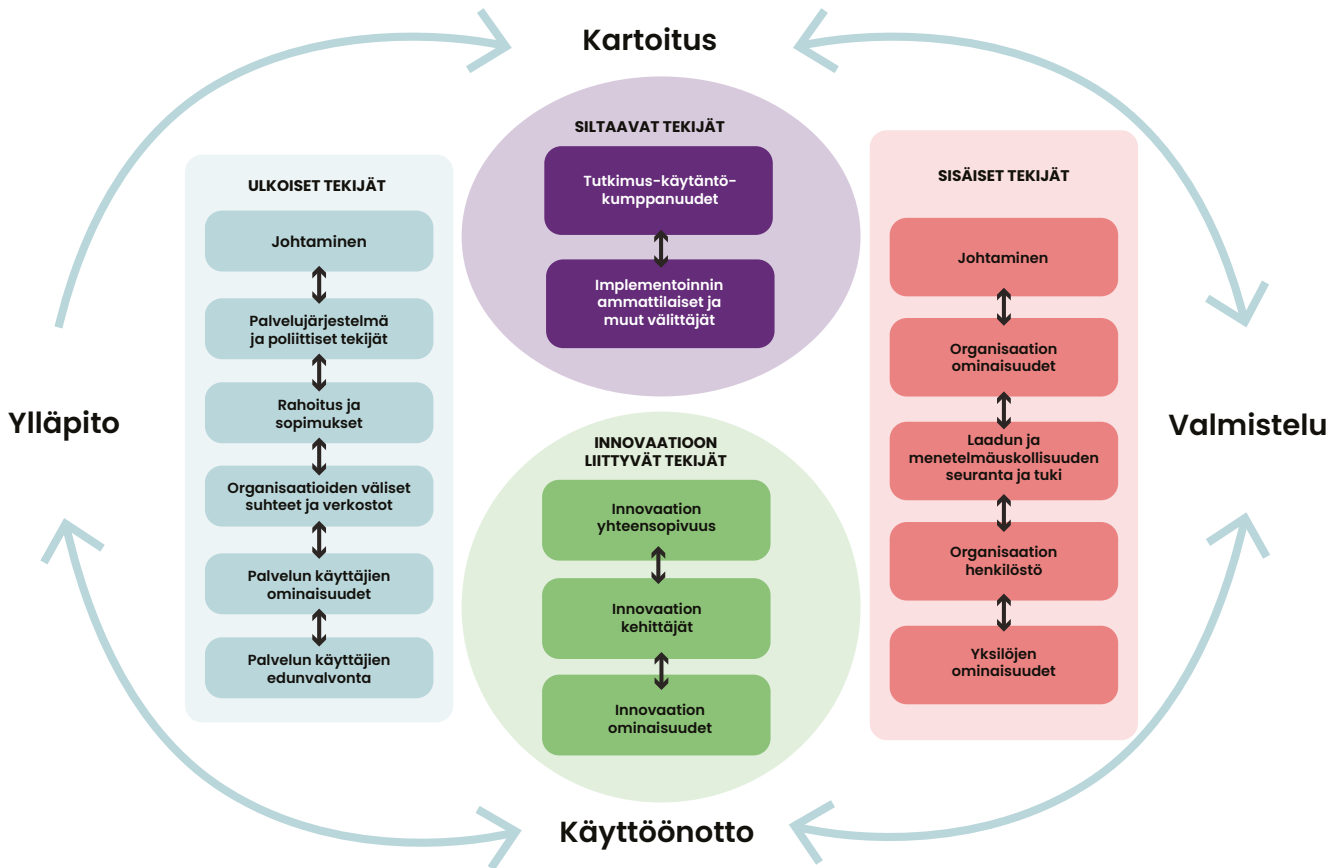 Kartoitus
Ylläpito
Valmistelu
Käyttöönotto
ULKOISET TEKIJÄT
Johtaminen
Palvelujärjestelmä
ja poliittiset tekijät
Rahoitus ja
sopimukset
Organisaatioiden väliset
suhteet ja verkostot
Palvelun käyttäjien
ominaisuudet
Palvelun käyttäjien
edunvalvonta
SILTAAVAT TEKIJÄT
Tutkimus-käytäntö-
kumppanuudet
Implementoinnin
ammattilaiset ja
muut välittäjät
INNOVAATIOON
LIITTYVÄT TEKIJÄT
Innovaation
yhteensopivuus
Innovaation
kehittäjät
Innovaation
ominaisuudet
SISÄISET TEKIJÄT
Johtaminen
Organisaation
ominaisuudet
Laadun ja
menetelmäuskollisuuden
seuranta ja tuki
Organisaation
henkilöstö
Yksilöjen
ominaisuudet